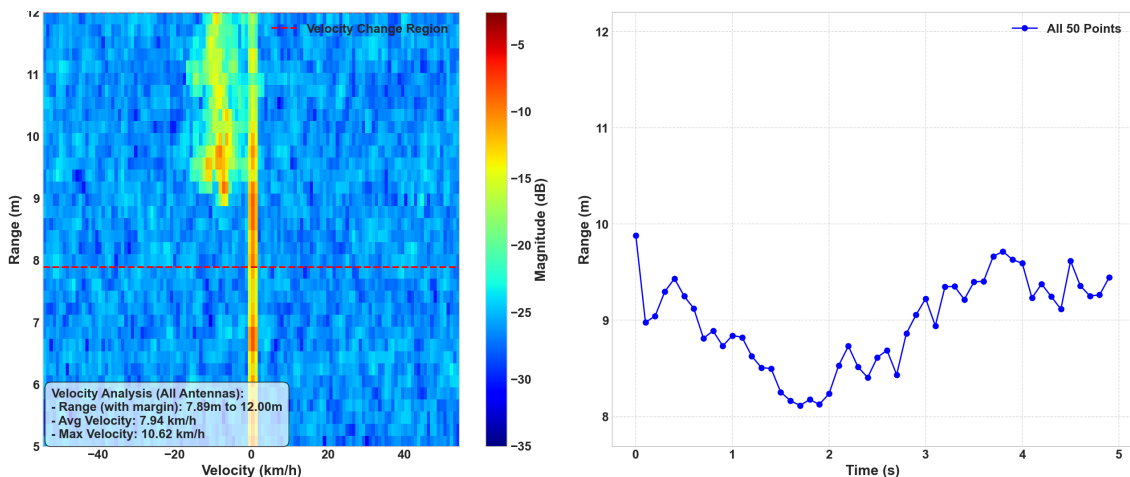 Velocity Change Region
12
11
10
9
8
7
6
5
Range (m)
−40
−20
0
20
40
Velocity (km/h)
Velocity Analysis (All Antennas):
- Range (with margin): 7.89m to 12.00m
- Avg Velocity: 7.94 km/h
- Max Velocity: 10.62 km/h
−5
−10
−15
−20
−25
−30
−35
Magnitude (dB)
All 50 Points
12
11
10
9
8
Range (m)
0
1
2
3
4
5
Time (s)